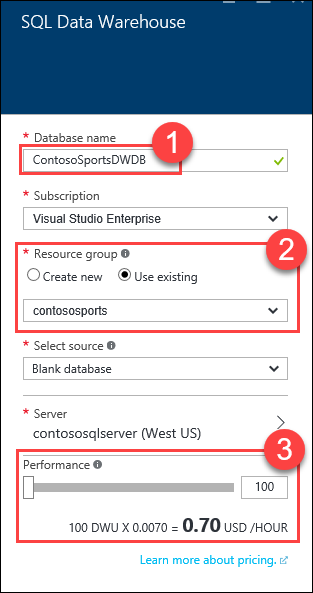 SQL Data Warehouse
* Database name
1
ContosoSportsDWDB
* Subscription
Visual Studio Enterprise
2
* Resource group
Create new Use existing
contososports
* Select source
Blank database
* Server
contososqlserver (West US)
3
Performance
100
100 DWU X 0.0070 = 0.70 USD /HOUR
Learn more about pricing.